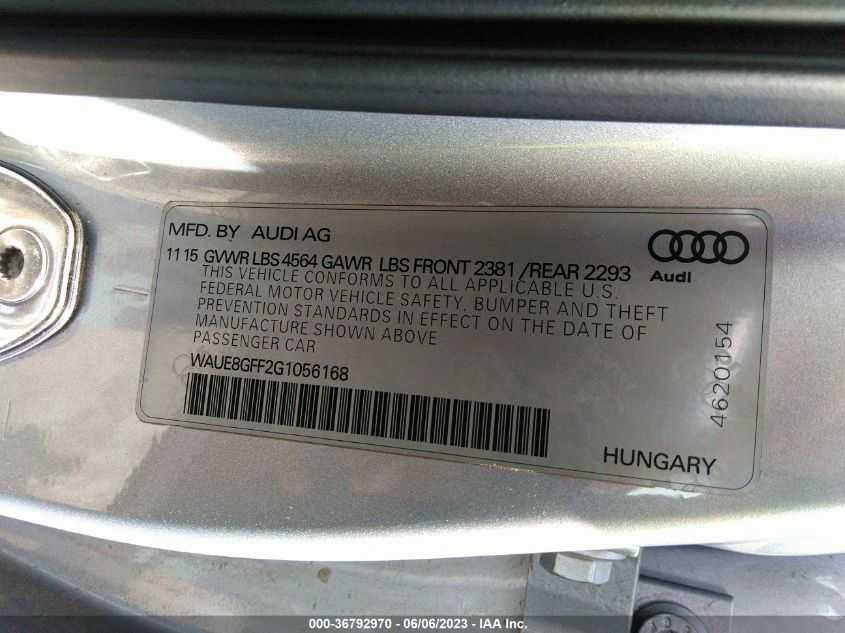 MFD. BY AUDI AG
11 15 GVWR LBS 4564 GAWR LBS FRONT 2381 /REAR 2293
THIS VEHICLE CONFORMS TO ALL APPLICABLE U.S.
FEDERAL MOTOR VEHICLE SAFETY, BUMPER AND THEFT
PREVENTION STANDARDS IN EFFECT ON THE DATE OF
MANUFACTURE SHOWN ABOVE
PASSENGER CAR
WAUE8GFF2G1056168
Audi
4620154
HUNGARY
000-36792970 - 06/06/2023 - © IAA Inc.